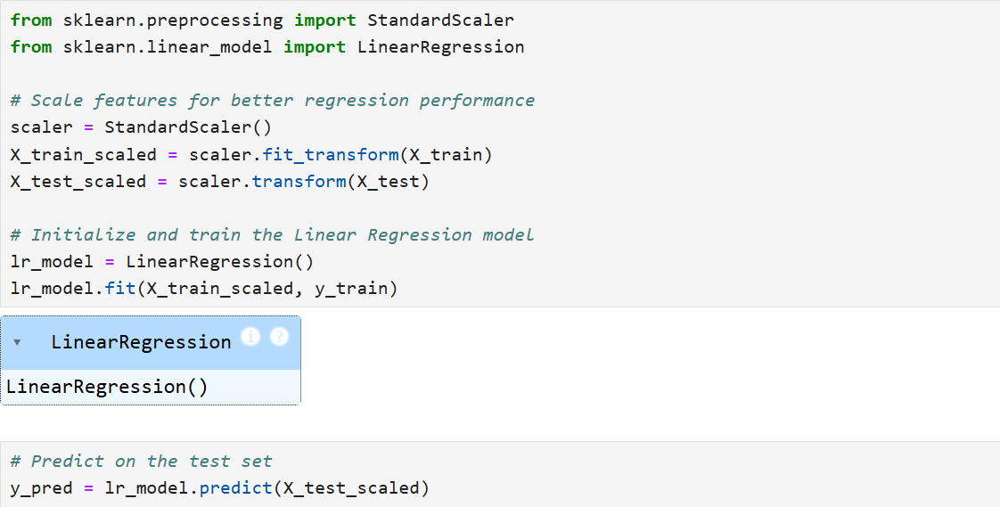 from sklearn.preprocessing import StandardScaler
from sklearn.linear_model import LinearRegression
# Scale features for better regression performance
scaler = StandardScaler()
X_train_scaled = scaler.fit_transform(X_train)
X_test_scaled = scaler.transform(X_test)
# Initialize and train the Linear Regression model
lr_model = LinearRegression()
lr_model.fit(X_train_scaled, y_train)
▾ LinearRegression i ?
LinearRegression()
# Predict on the test set
y_pred = lr_model.predict(X_test_scaled)